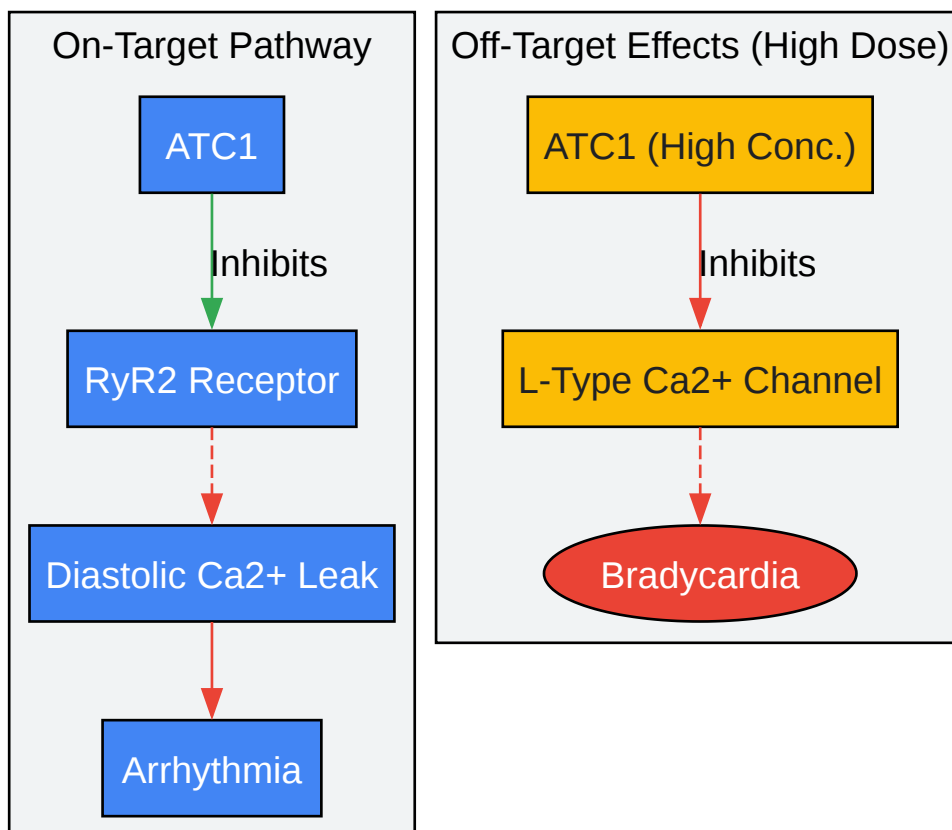 On-Target Pathway
ATC1
Inhibits
RyR2 Receptor
Diastolic Ca2+ Leak
Arrhythmia
Off-Target Effects (High Dose)
ATC1 (High Conc.)
Inhibits
L-Type Ca2+ Channel
Bradycardia